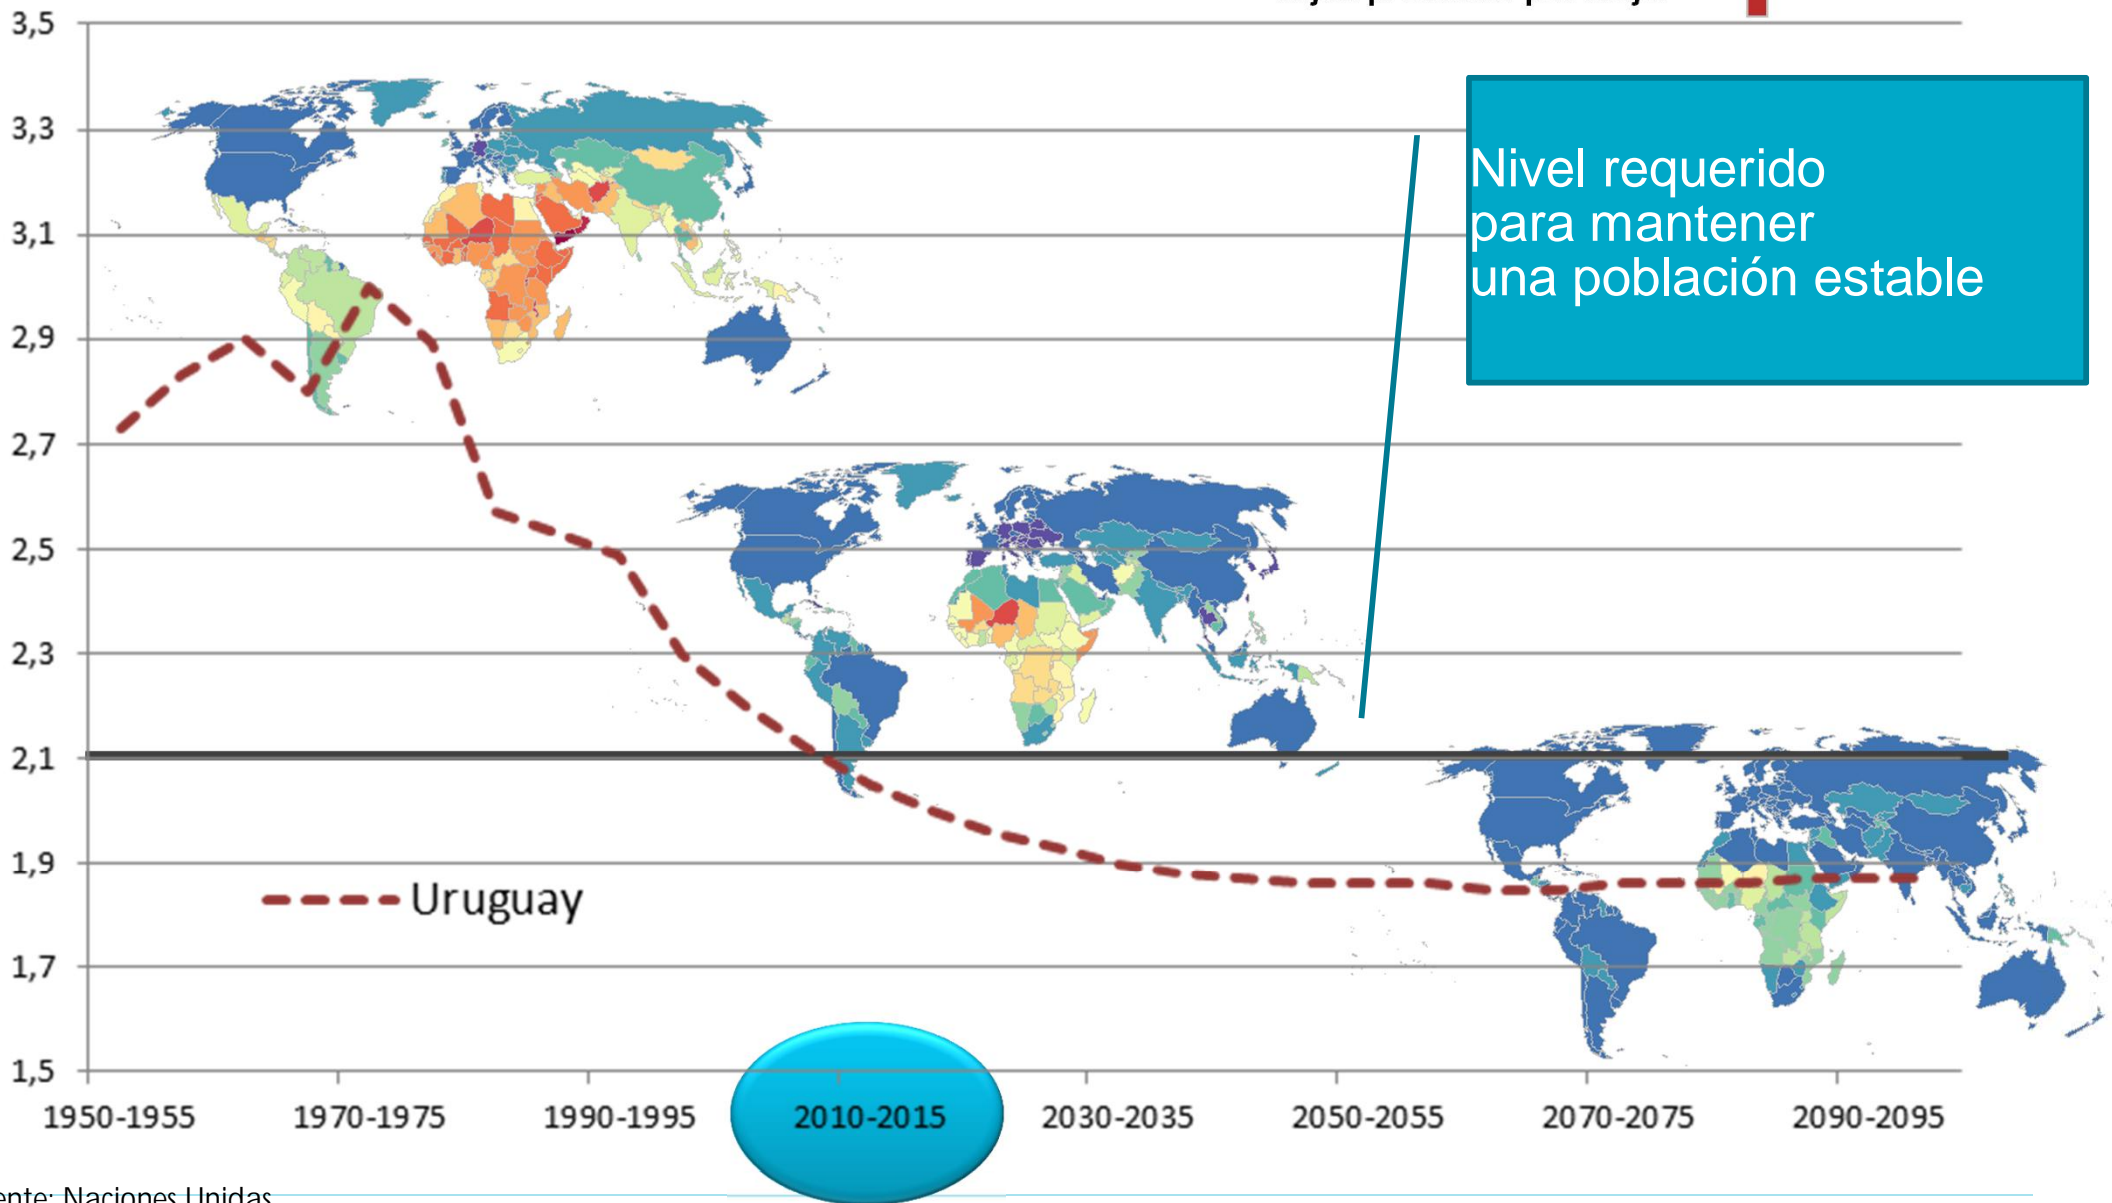 3,5
3,3
3,1
2,9
2,7
2,5
2,3
2,1
1,9
1,7
1,5
Nivel requerido
para mantener
una población estable
Uruguay
1950-1955 1970-1975 1990-1995 2010-2015 2030-2035 2050-2055 2070-2075 2090-2095
Naciones Unidas